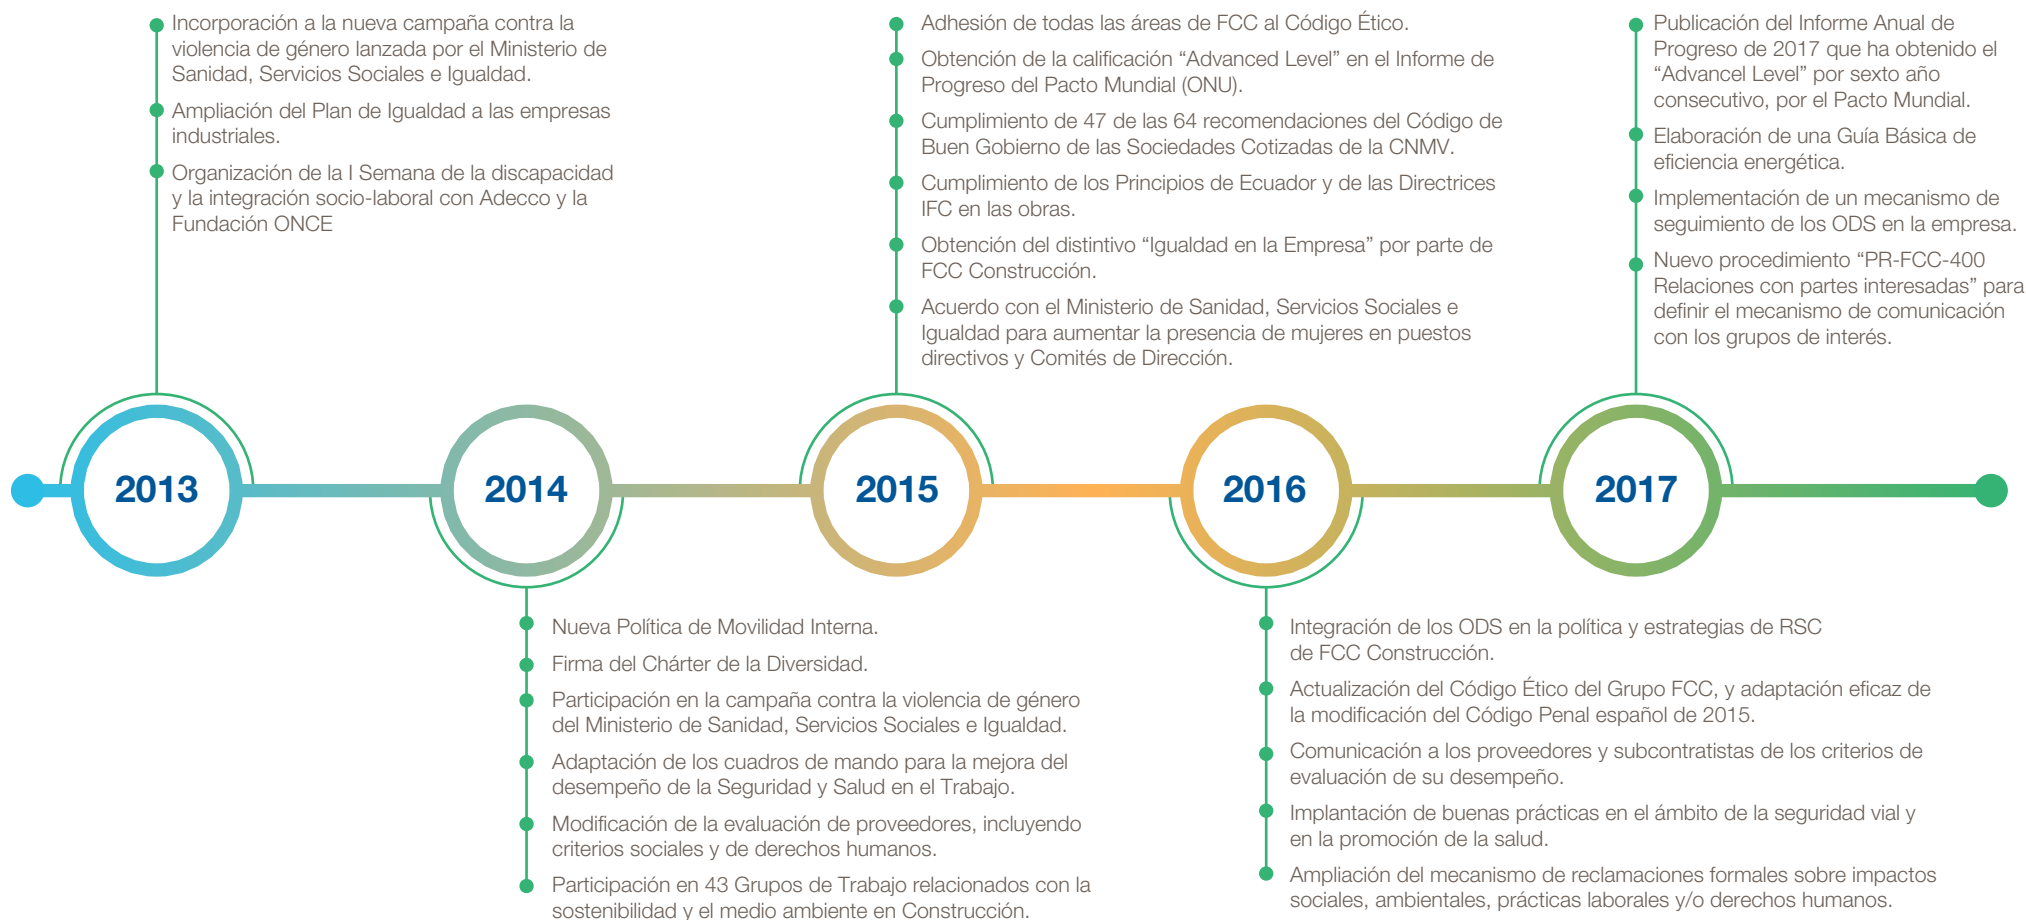 Incorporación a la nueva campaña contra la
violencia de género lanzada por el Ministerio de
Sanidad, Servicios Sociales e Igualdad.
Ampliación del Plan de Igualdad a las empresas
industriales.
Organización de la I Semana de la discapacidad
y la integración socio-laboral con Adecco y la
Fundación ONCE
Adhesión de todas las áreas de FCC al Código Ético.
Obtención de la calificación “Advanced Level” en el Informe de
Progreso del Pacto Mundial (ONU).
Cumplimiento de 47 de las 64 recomendaciones del Código de
Buen Gobierno de las Sociedades Cotizadas de la CNMV.
Cumplimiento de los Principios de Ecuador y de las Directrices
IFC en las obras.
Obtención del distintivo “Igualdad en la Empresa” por parte de
FCC Construcción.
Acuerdo con el Ministerio de Sanidad, Servicios Sociales e
Igualdad para aumentar la presencia de mujeres en puestos
directivos y Comités de Dirección.
Publicación del Informe Anual de
Progreso de 2017 que ha obtenido el
“Advancel Level” por sexto año
consecutivo, por el Pacto Mundial.
Elaboración de una Guía Básica de
eficiencia energética.
Implementación de un mecanismo de
seguimiento de los ODS en la empresa.
Nuevo procedimiento “PR-FCC-400
Relaciones con partes interesadas” para
definir el mecanismo de comunicación
con los grupos de interés.
2013
2014
2015
2016
2017
Nueva Política de Movilidad Interna.
Firma del Chárter de la Diversidad.
Participación en la campaña contra la violencia de género
del Ministerio de Sanidad, Servicios Sociales e Igualdad.
Adaptación de los cuadros de mando para la mejora del
desempeño de la Seguridad y Salud en el Trabajo.
Modificación de la evaluación de proveedores, incluyendo
criterios sociales y de derechos humanos.
Participación en 43 Grupos de Trabajo relacionados con la
sostenibilidad y el medio ambiente en Construcción.
Integración de los ODS en la política y estrategias de RSC
de FCC Construcción.
Actualización del Código Ético del Grupo FCC, y adaptación eficaz de
la modificación del Código Penal español de 2015.
Comunicación a los proveedores y subcontratistas de los criterios de
evaluación de su desempeño.
Implantación de buenas prácticas en el ámbito de la seguridad vial y
en la promoción de la salud.
Ampliación del mecanismo de reclamaciones formales sobre impactos
sociales, ambientales, prácticas laborales y/o derechos humanos.